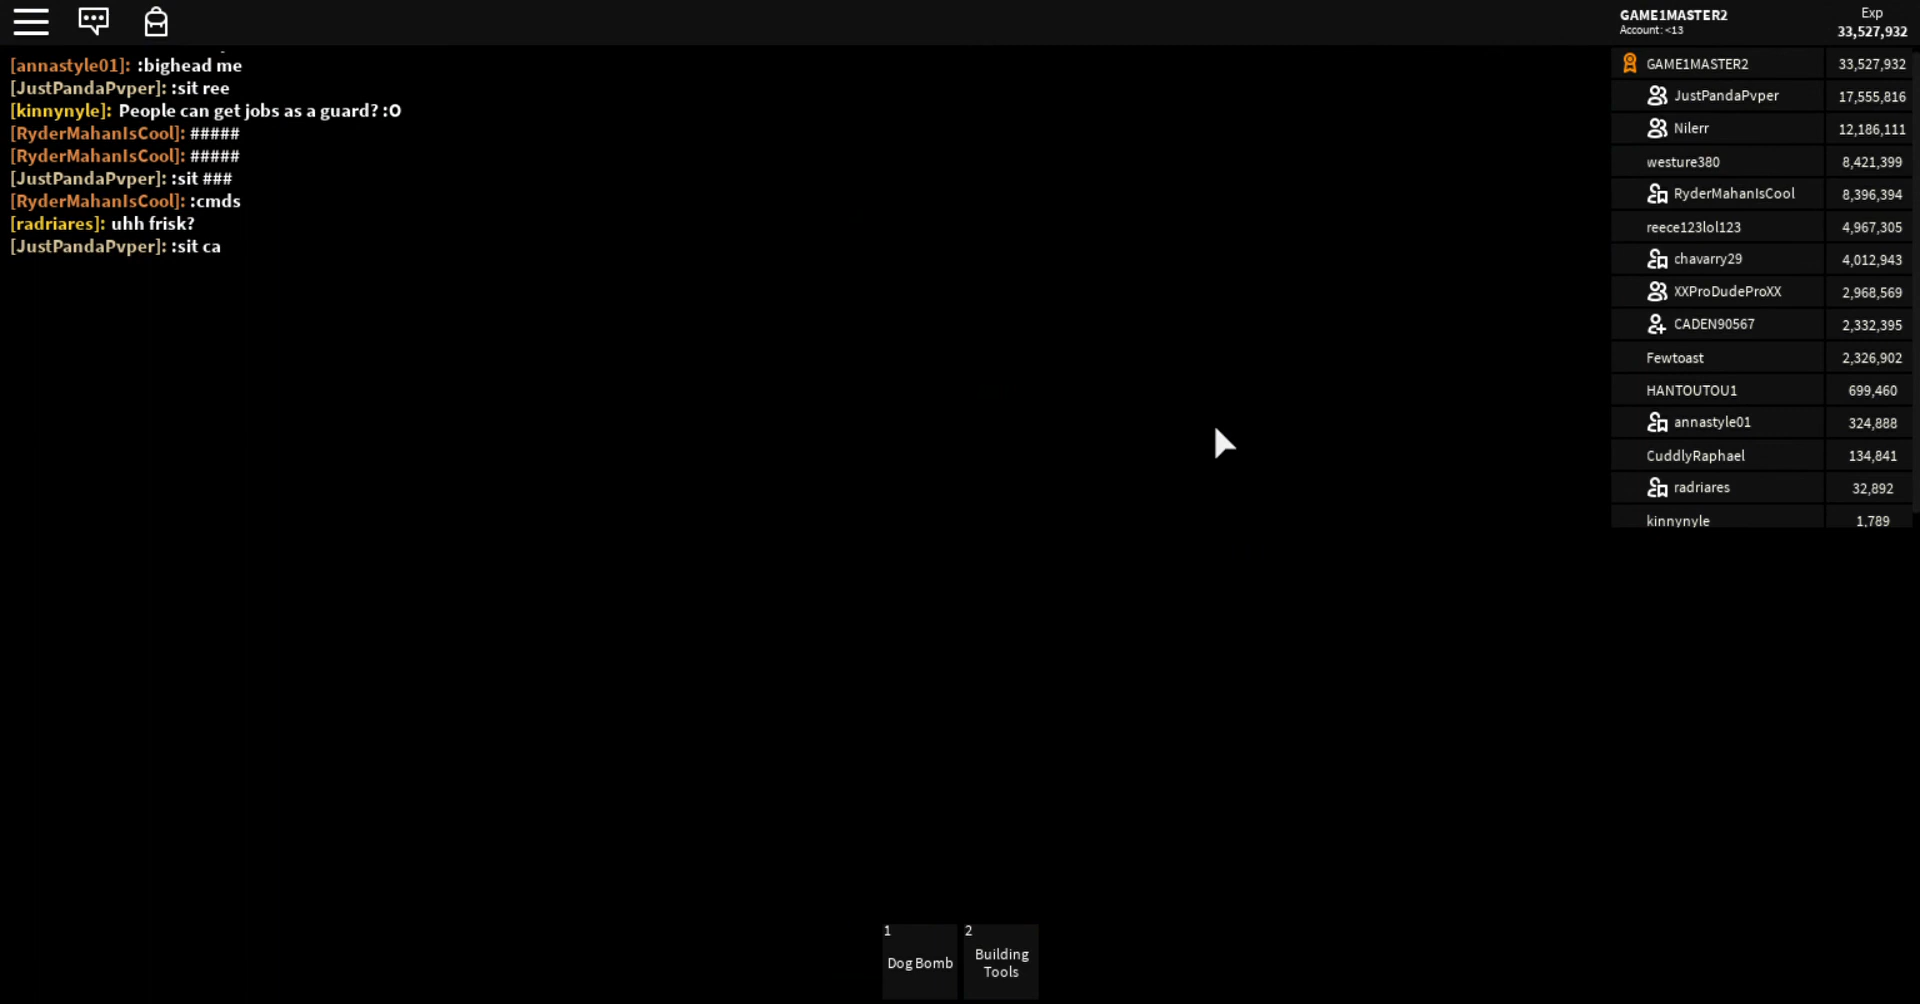 GAME1MASTER2
Account: <13
Exp
33,527,932
[annastyle01]: :bighead me
[JustPandaPvper]: :sit ree
[kinnynyle]: People can get jobs as a guard? :O
[RyderMahanIsCool]: #####
[RyderMahanIsCool]: #####
[JustPandaPvper]: :sit ###
[RyderMahanIsCool]: :cmds
[radriares]: uhh frisk?
[JustPandaPvper]: :sit ca
GAME1MASTER2 33,527,932
JustPandaPvper 17,555,816
Nilerr 12,186,111
westure380 8,421,399
RyderMahanIsCool 8,396,394
reece123lol123 4,967,305
chavarry29 4,012,943
XXProDudeProXX 2,968,569
CADEN90567 2,332,395
Fewtoast 2,326,902
HANTOUTOU1 699,460
annastyle01 324,888
CuddlyRaphael 134,841
radriares 32,892
kinnynyle 1,789
1
Dog Bomb
2
Building
Tools